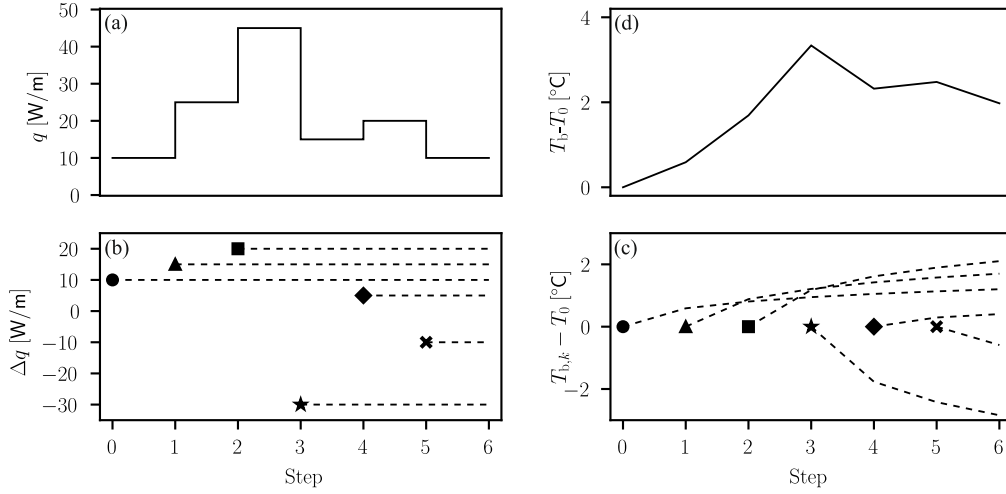 (a)
50
40
30
20
10
0
q [W/m]
(d)
4
2
0
T_b-T_0 [°C]
(b)
20
10
0
−10
−20
−30
Δq [W/m]
0 1 2 3 4 5 6
Step
(c)
2
0
−2
T_{b,k} − T_0 [°C]
0 1 2 3 4 5 6
Step